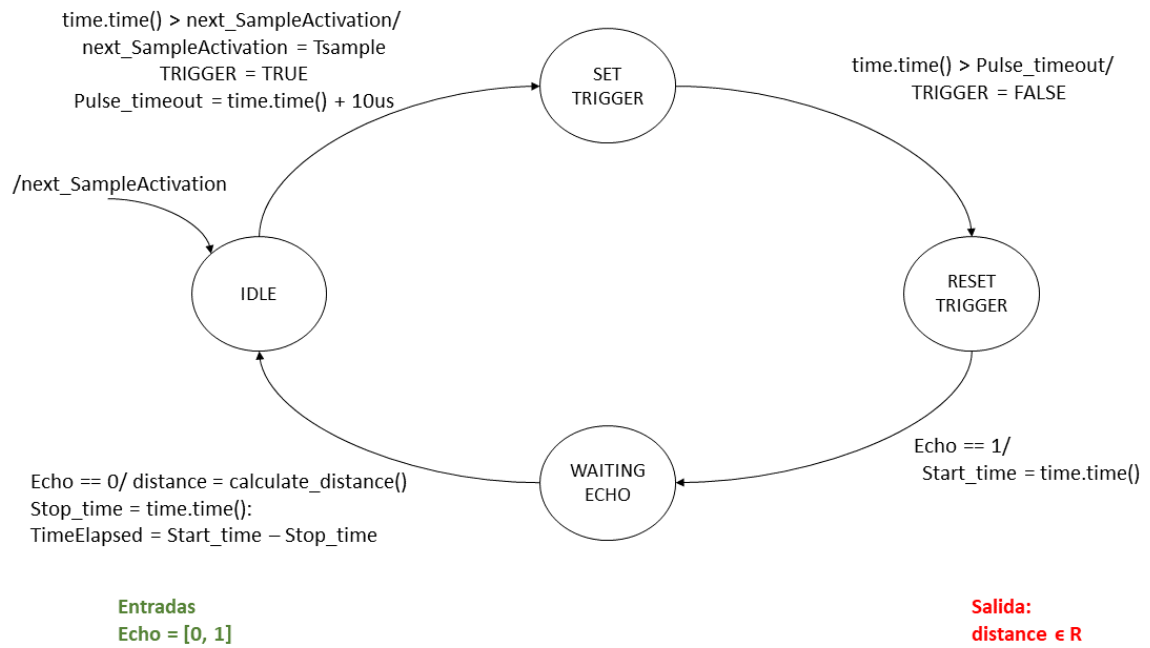 time.time() > next_SampleActivation/
next_SampleActivation = Tsample
TRIGGER = TRUE
Pulse_timeout = time.time() + 10us
SET
TRIGGER
time.time() > Pulse_timeout/
TRIGGER = FALSE
/next_SampleActivation
IDLE
RESET
TRIGGER
Echo == 1/
Start_time = time.time()
WAITING
ECHO
Echo == 0/ distance = calculate_distance()
Stop_time = time.time():
TimeElapsed = Start_time – Stop_time
Entradas
Echo = [0, 1]
Salida:
distance ϵ R